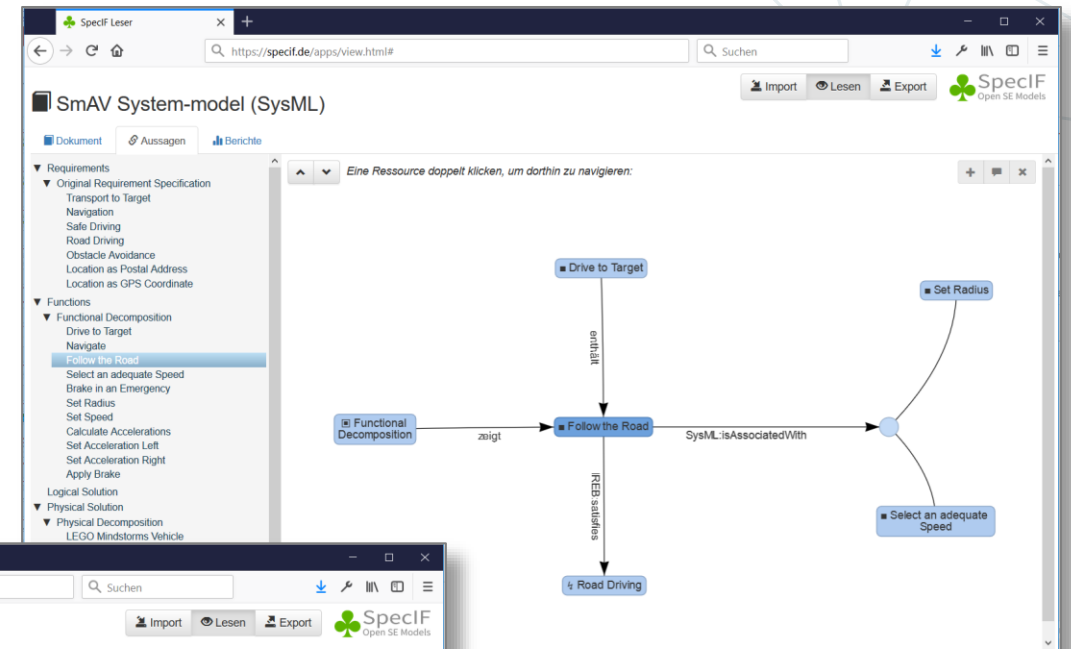 SpecIF Leser
https://specif.de/apps/view.html#
Suchen
SmAV System-model (SysML)
Import
Lesen
Export
SpecIF
Open SE Models
Dokument
Aussagen
Berichte
Requirements
Original Requirement Specification
Transport to Target
Navigation
Safe Driving
Road Driving
Obstacle Avoidance
Location as Postal Address
Location as GPS Coordinate
Functions
Functional Decomposition
Drive to Target
Navigate
Follow the Road
Select an adequate Speed
Brake in an Emergency
Set Radius
Set Speed
Calculate Accelerations
Set Acceleration Left
Set Acceleration Right
Apply Brake
Logical Solution
Physical Solution
Physical Decomposition
LEGO Mindstorms Vehicle
Eine Ressource doppelt klicken, um dorthin zu navigieren:
Drive to Target
Set Radius
enthält
Functional
Decomposition
zeigt
Follow the Road
SysML:isAssociatedWith
IREB:satisfies
Select an adequate
Speed
Road Driving
Suchen
Import
Lesen
Export
SpecIF
Open SE Models